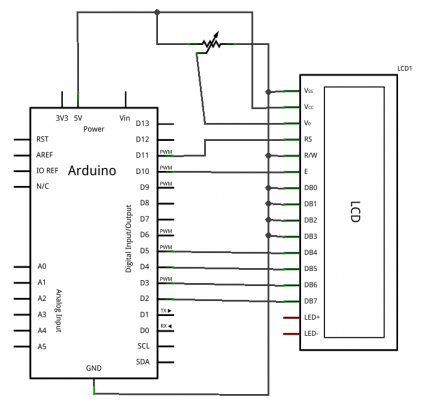 LCD1
3V3 5V Vin
Power
Arduino
RST
AREF
IO REF
N/C
A0
A1
A2
A3
A4
A5
Analog Input
Digital Input/Output
D13
D12
D11 PWM
D10 PWM
D9 PWM
D8
D7
D6 PWM
D5 PWM
D4
D3 PWM
D2
D1 TX
D0 RX
SCL
SDA
GND
Vss
Vcc
V0
RS
R/W
E
DB0
DB1
DB2
DB3
DB4
DB5
DB6
DB7
LED+
LED-
LCD